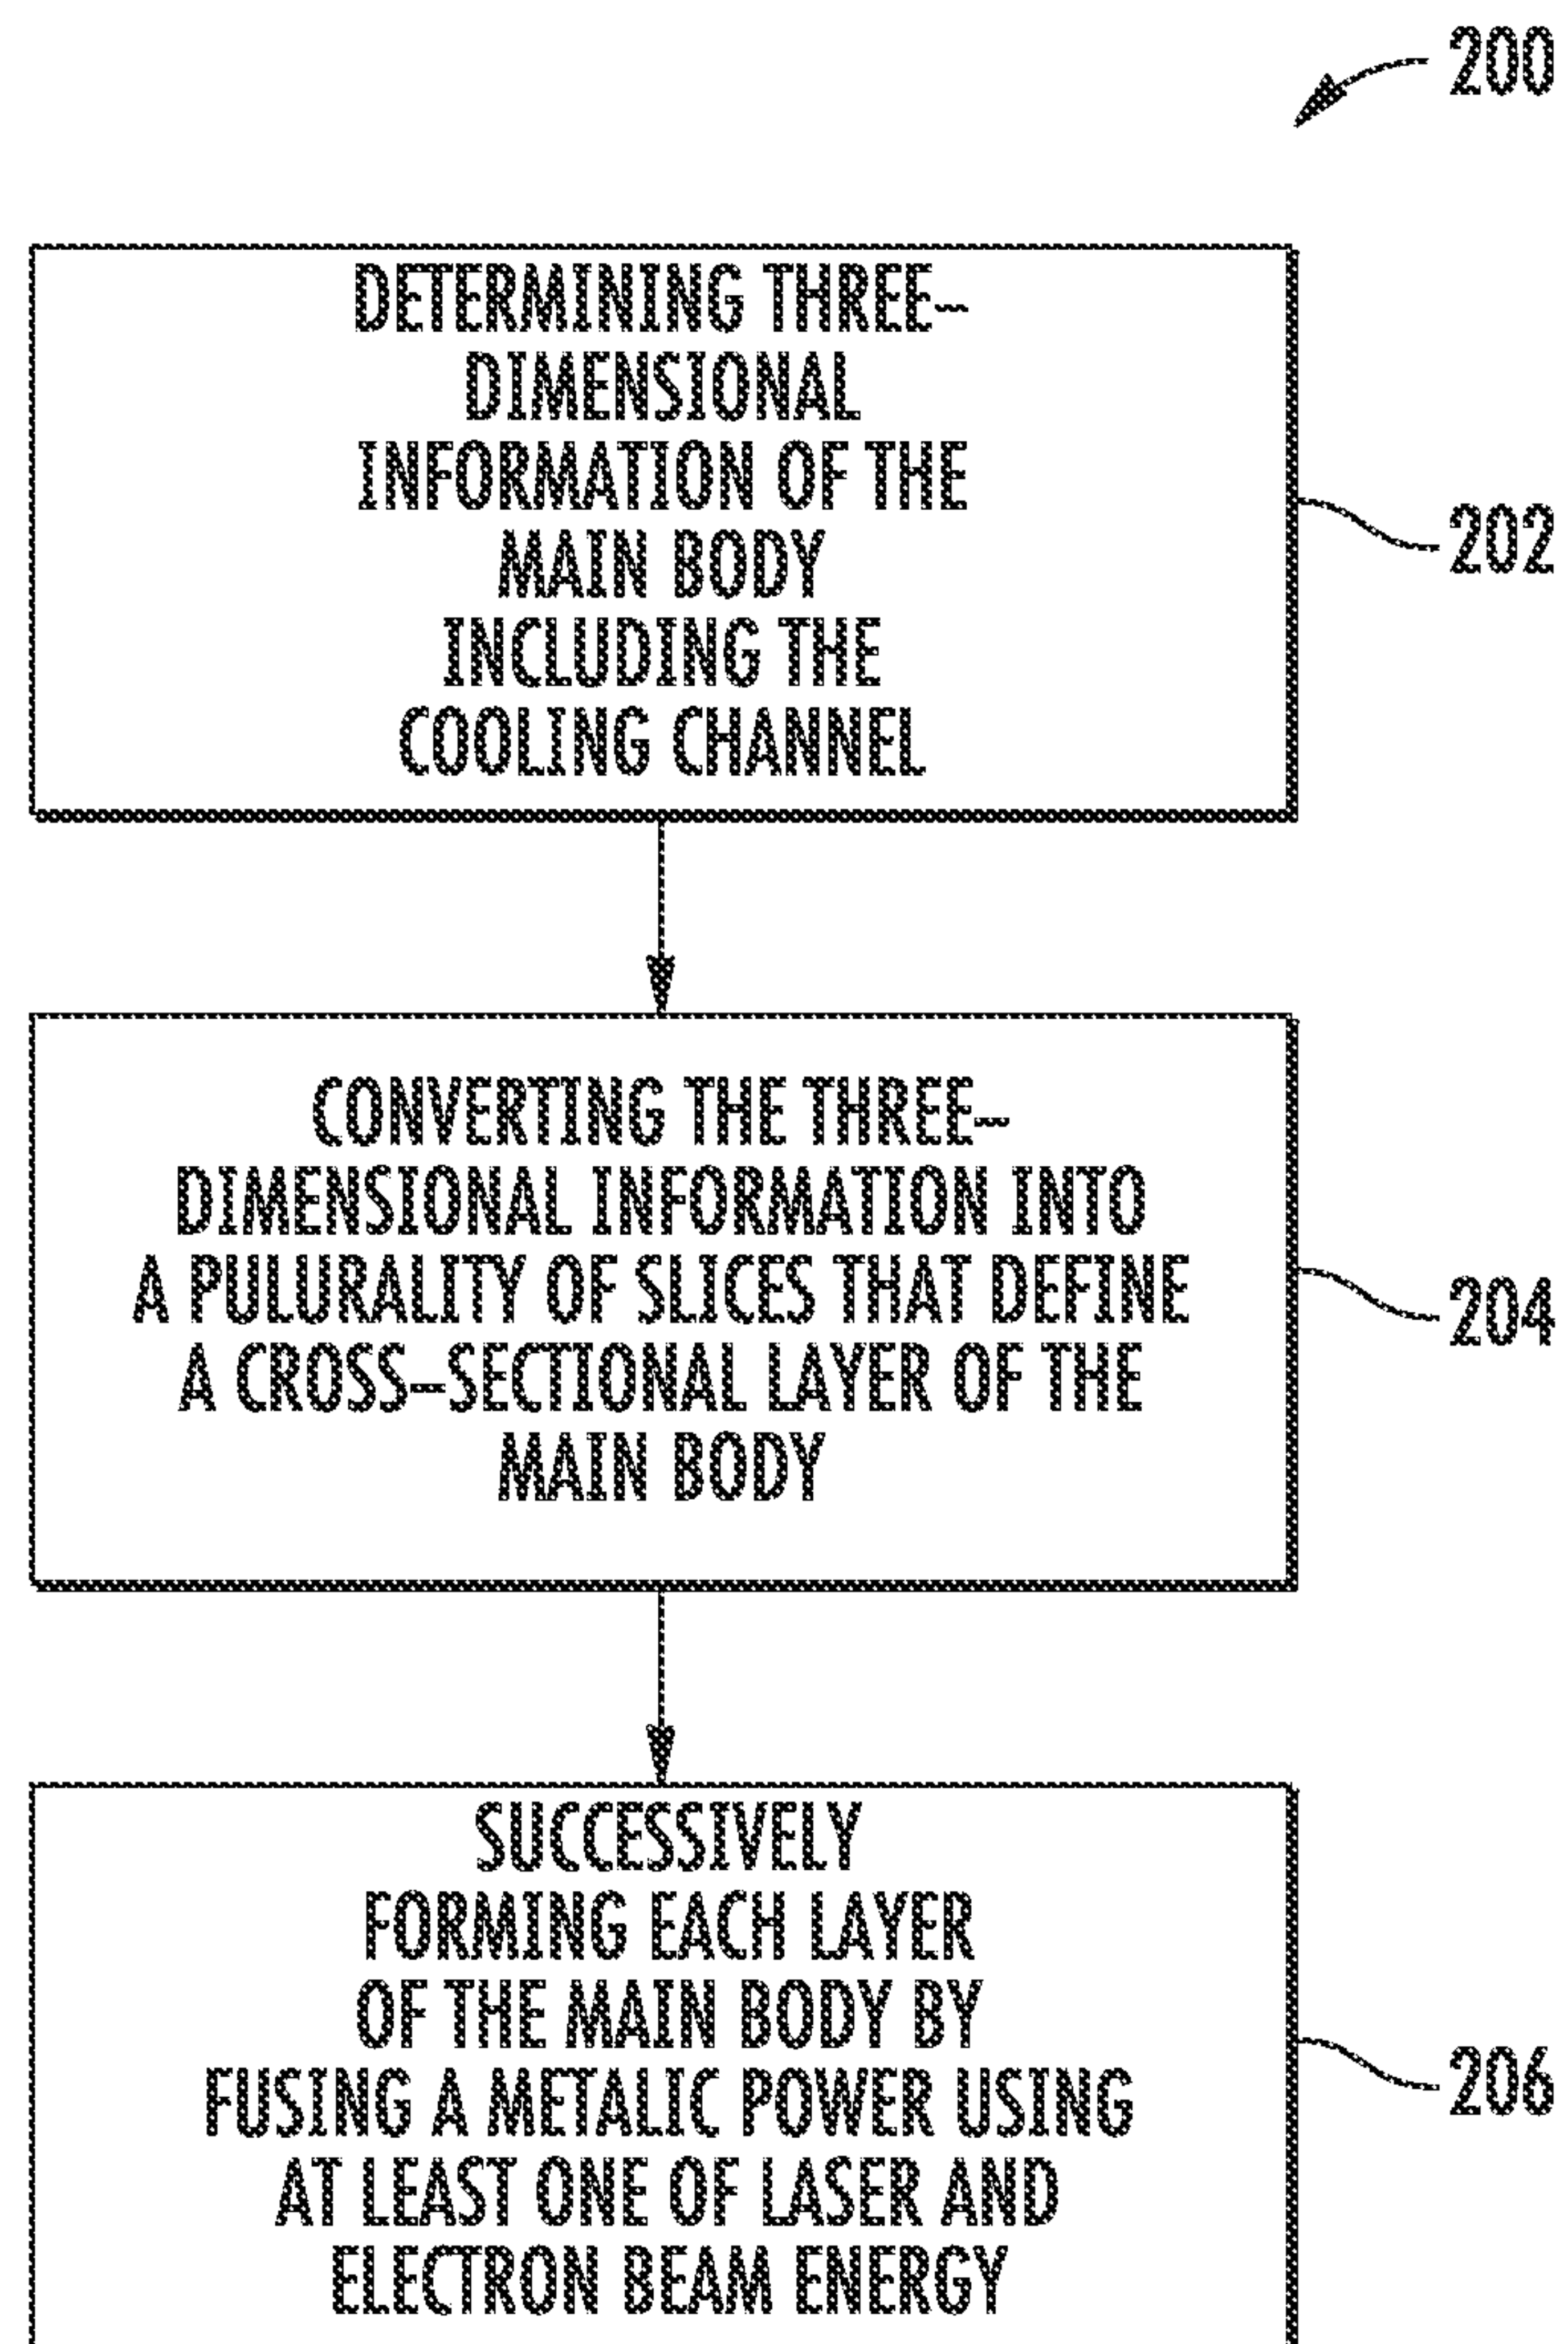 200
DETERMINING THREE-
DIMENSIONAL
INFORMATION OF THE
MAIN BODY
INCLUDING THE
COOLING CHANNEL
202
CONVERTING THE THREE-
DIMENSIONAL INFORMATION INTO
A PULURALITY OF SLICES THAT DEFINE
A CROSS-SECTIONAL LAYER OF THE
MAIN BODY
204
SUCCESSIVELY
FORMING EACH LAYER
OF THE MAIN BODY BY
FUSING A METALIC POWER USING
AT LEAST ONE OF LASER AND
ELECTRON BEAM ENERGY
206